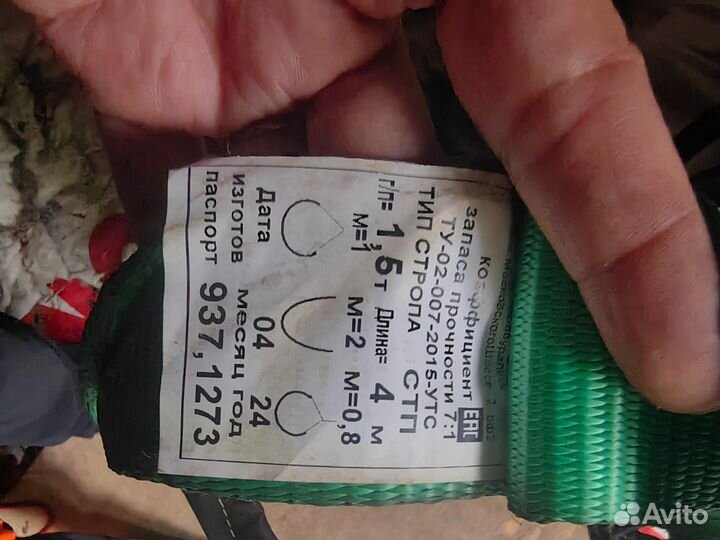 коэффициент
запаса прочности 7:1
ТУ-02-007-2015-УТС
ТИП СТРОПА СТП
г/п= 1,5 т Длина= 4 м
М=1 М=2 М=0,8
Дата 04 24
изготов месяц год
паспорт 937,1273
EAC
Avito